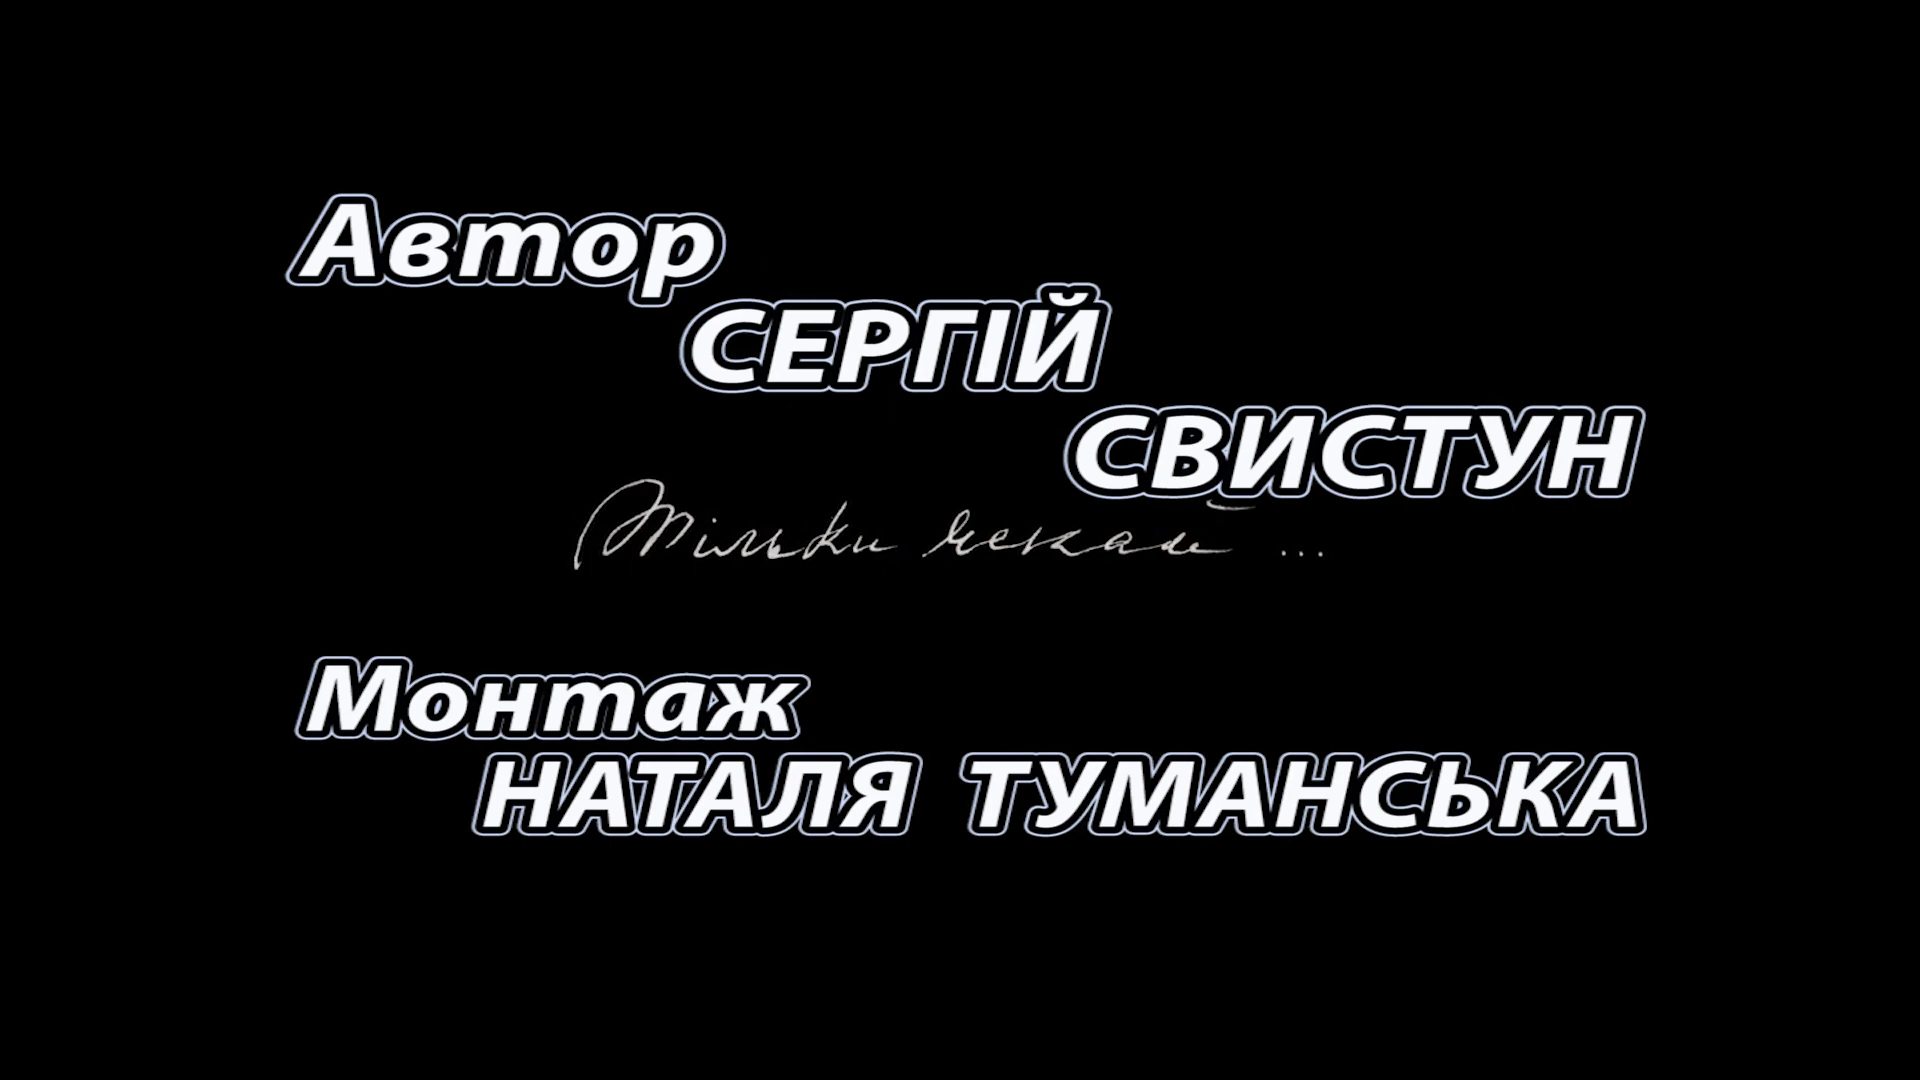 Автор
СЕРГІЙ
СВИСТУН
Тільки чекай ...
Монтаж
НАТАЛЯ ТУМАНСЬКА